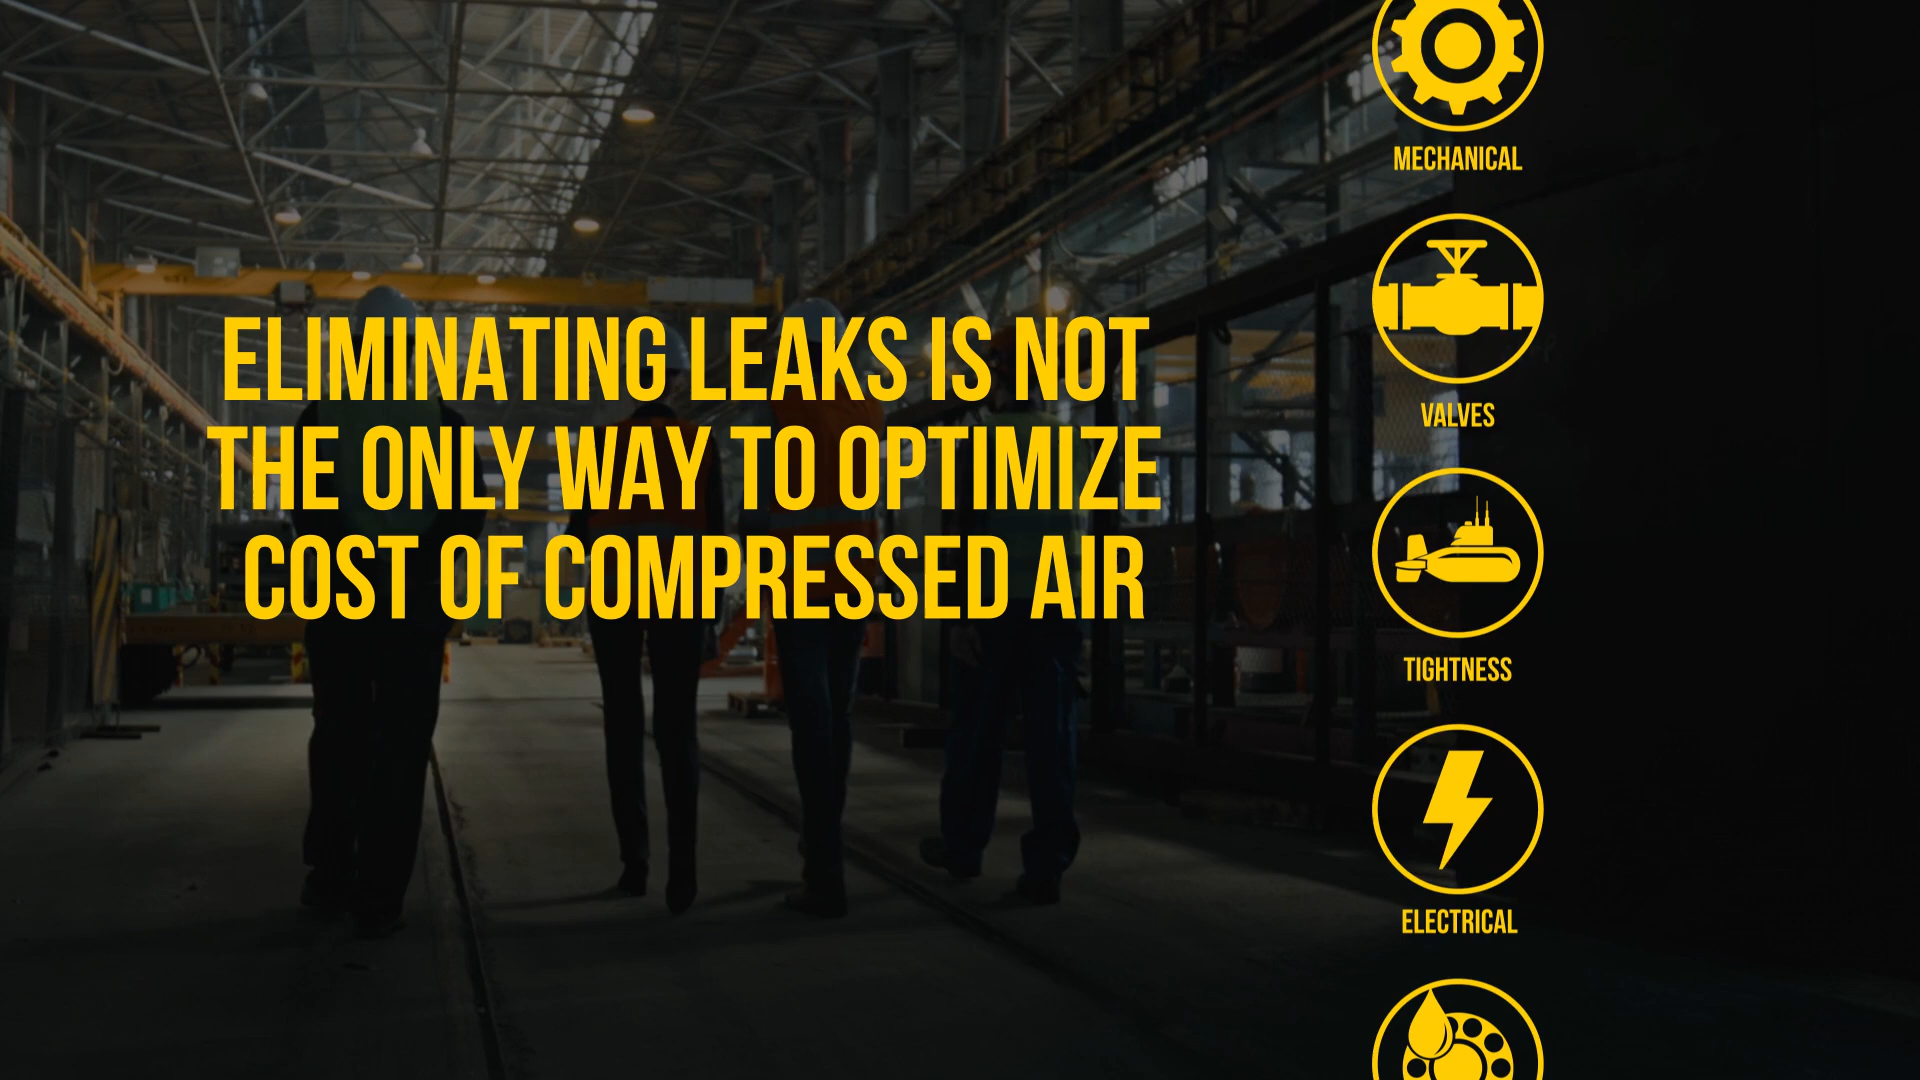 ELIMINATING LEAKS IS NOT
THE ONLY WAY TO OPTIMIZE
COST OF COMPRESSED AIR
MECHANICAL
VALVES
TIGHTNESS
ELECTRICAL